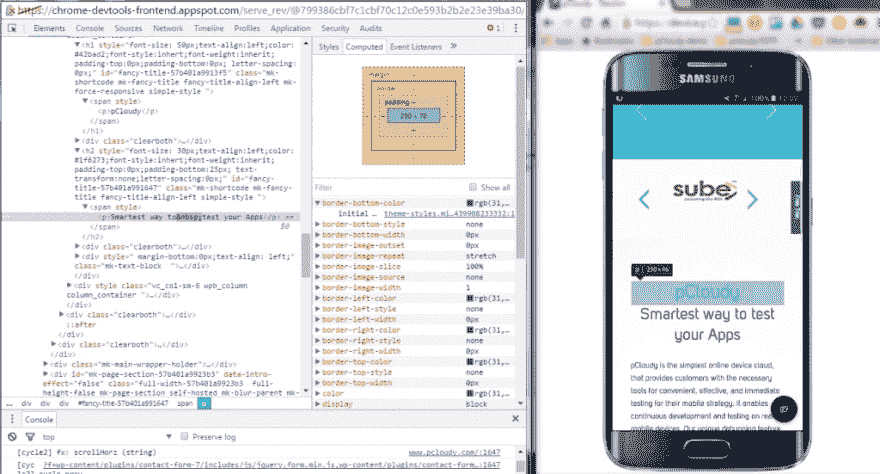 https://chrome-devtools-frontend.appspot.com/serve_rev/@799386cbf7c1cbf70c12c0e593b2b2e23e39ba30/
Elements Console Sources Network Timeline Profiles Application Security Audits
1
<h1 style="font-size: 50px;text-align:left;color:
#42bad2;font-style:inherit;font-weight:inherit;
padding-top:0px;padding-bottom:0px; letter-spacing:
0px;" id="fancy-title-57b401a9913f5" class="mk-
shortcode mk-fancy-title fancy-title-align-left mk-
force-responsive simple-style ">
<span style>
<p>pCloudy</p>
</span>
</h1>
<div class="clearboth">…</div>
<h2 style="font-size: 30px;text-align:left;color:
#1f6273;font-style:inherit;font-weight:inherit;
padding-top:0px;padding-bottom:25px; text-
transform:none;letter-spacing:0px;" id="fancy-
title-57b401a991647" class="mk-shortcode mk-fancy-
title fancy-title-align-left simple-style">
<span style>
<p>Smartest way to&nbsp;test your Apps</p> ==
$0
</span>
</h2>
<div class="clearboth">…</div>
<div style=" margin-bottom:0px;text-align: left;"
class="mk-text-block ">…</div>
</div>
<div style class="vc_col-sm-6 wpb_column
column_container ">…</div>
</div>
<div class="clearboth">…</div>
::after
</div>
<div class="clearboth">…</div>
</div>
<div class="mk-main-wrapper-holder">…</div>
<div id="mk-page-section-57b401a9923b3" data-intro-
effect="false" class="full-width-57b401a9923b3 full-
height-false mk-page-section self-hosted mk-blur-parent mk-
... div div div #fancy-title-57b401a991647 span p
Styles Computed Event Listeners »
margin
padding
Filter Show all
border-bottom-color rgb(31,…
initial … theme-styles.mi…439908233332:1
border-bottom-style none
border-bottom-width 0px
border-image-outset 0px
border-image-repeat stretch
border-image-slice 100%
border-image-source none
border-image-width 1
border-left-color rgb(31,…
border-left-style none
border-left-width 0px
border-right-color rgb(31,…
border-right-style none
border-right-width 0px
border-top-color rgb(31,…
border-top-style none
border-top-width 0px
color rgb(31,…
display block
Console
top Preserve log
[cycle2] fx: scrollHorz (string) www.pcloudy.com/:1647
[cyc ?f=wp-content/plugins/contact-form-7/includes/js/jquery.form.min.js,wp-content/plugins/contact-form…:1647
SAMSUNG
100%
sube
pCloudy
Smartest way to test
your Apps
pCloudy is the simplest online device cloud,
that provides customers with the necessary
tools for convenient, effective, and immediate
testing for their mobile strategy. It enables
continuous development and testing on real
mobile devices. Our unique debugging feature